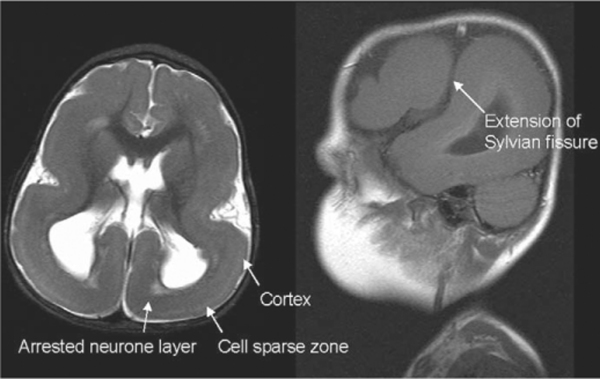 Extension of
Sylvian fissure
Cortex
Arrested neurone layer
Cell sparse zone